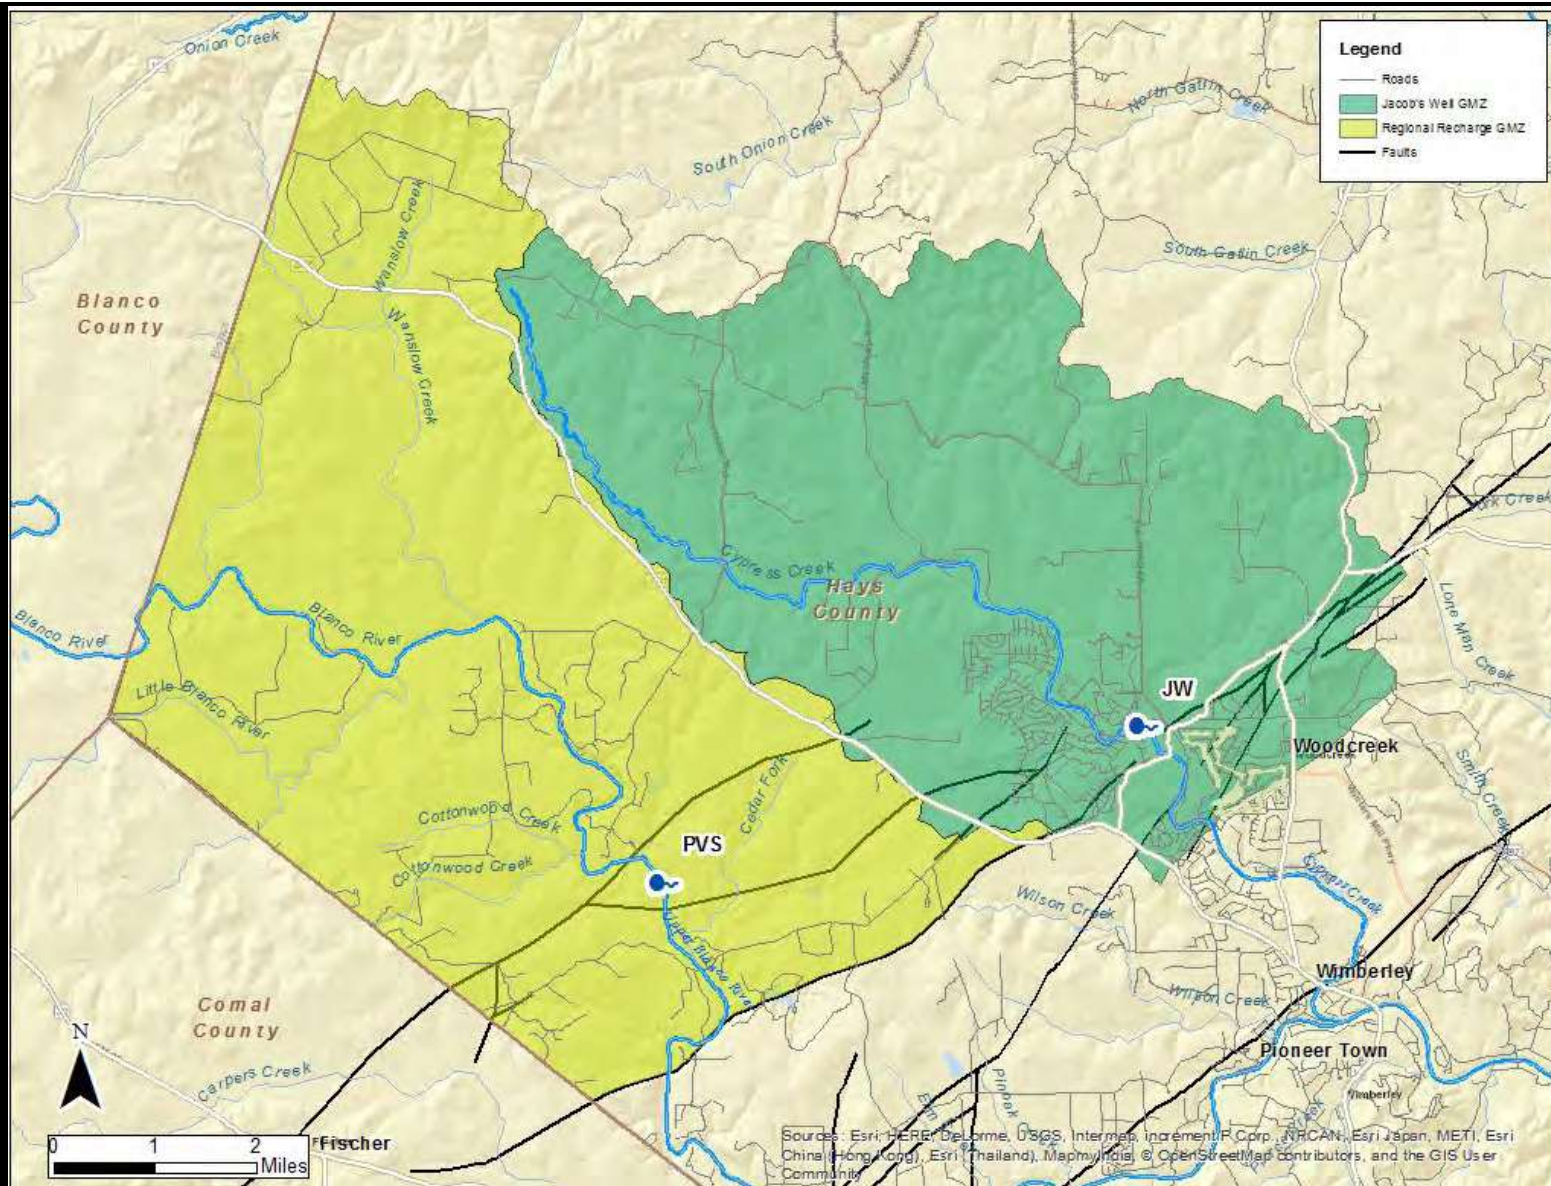 Onion Creek
South Onion Creek
North Gatlin Creek
South Gatlin Creek
Legend
Roads
Jacob's Well GMZ
Regional Recharge GMZ
Faults
Wanslow Creek
Wanslow Creek
Blanco
County
Cypress Creek
Hays
County
Blanco River
Blanco River
Little Blanco River
Lone Man Creek
JW
Woodcreek
Smith Creek
Cottonwood Creek
Cottonwood Creek
Cedar Fork
PVS
Upper Blanco River
Wilson Creek
Cypress Creek
Wimberley
Wilson Creek
Pioneer Town
Wimberley
Comal
County
Carpers Creek
Fischer
N
0 1 2
Miles
Sources: Esri, HERE, DeLorme, USGS, Intermap, increment P Corp., NRCAN, Esri Japan, METI, Esri
China (Hong Kong), Esri (Thailand), MapmyIndia, © OpenStreetMap contributors, and the GIS User
Community